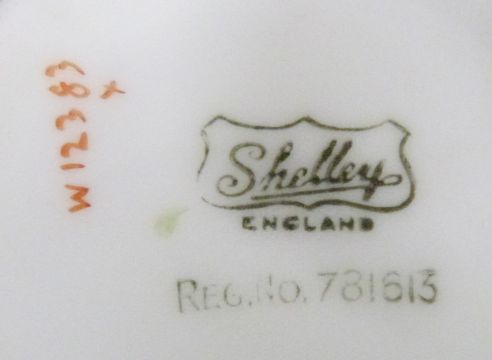 W12383
x
Shelley
ENGLAND
REG. NO. 781613